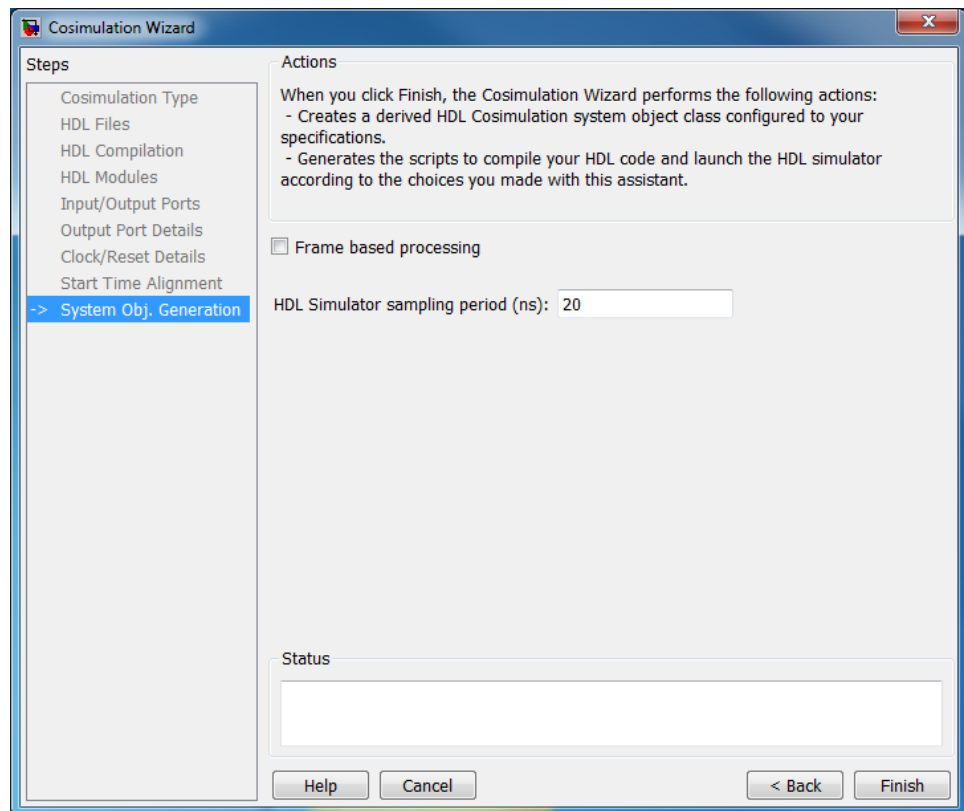 Cosimulation Wizard
Steps
Cosimulation Type
HDL Files
HDL Compilation
HDL Modules
Input/Output Ports
Output Port Details
Clock/Reset Details
Start Time Alignment
-> System Obj. Generation
Actions
When you click Finish, the Cosimulation Wizard performs the following actions:
- Creates a derived HDL Cosimulation system object class configured to your
specifications.
- Generates the scripts to compile your HDL code and launch the HDL simulator
according to the choices you made with this assistant.
Frame based processing
HDL Simulator sampling period (ns): 20
Status
Help Cancel < Back Finish